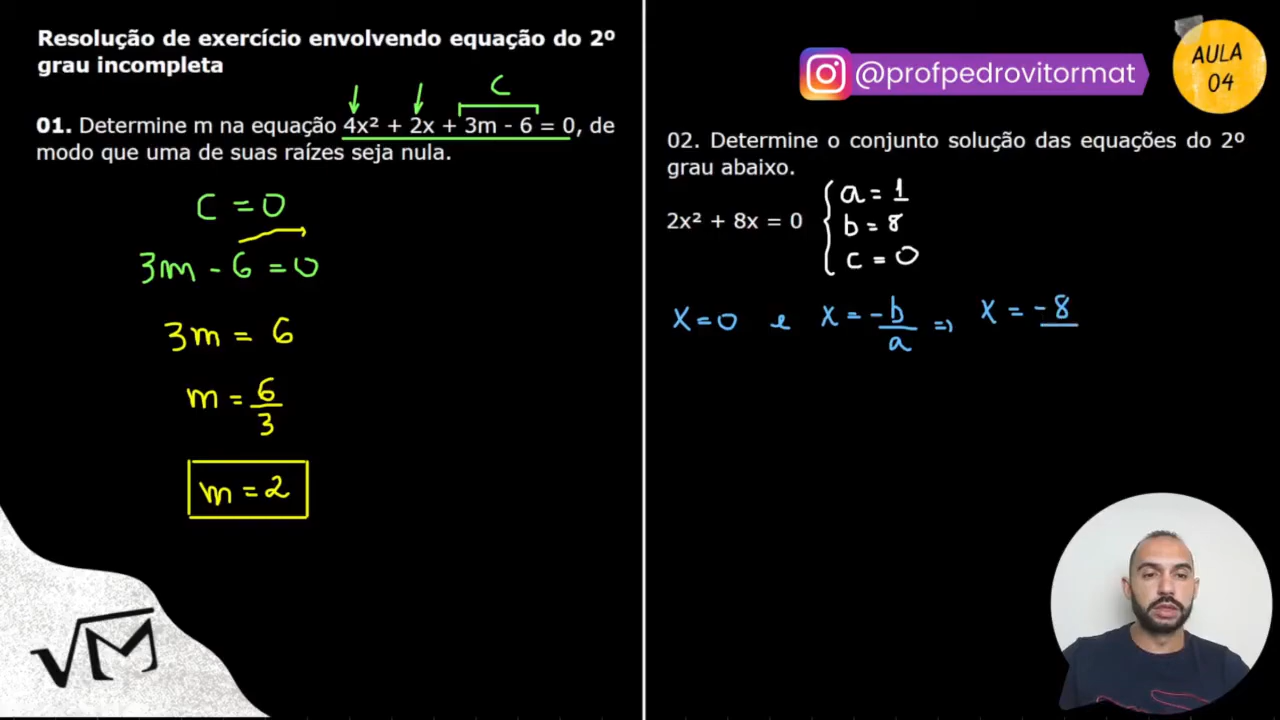 Resolução de exercício envolvendo equação do 2º
grau incompleta
C
01. Determine m na equação 4x² + 2x + 3m - 6 = 0, de
modo que uma de suas raízes seja nula.
C = 0
3m - 6 = 0
3m = 6
m = 6/3
m = 2
√M
@profpedrovitormat
AULA
04
02. Determine o conjunto solução das equações do 2º
grau abaixo.
2x² + 8x = 0
a = 1
b = 8
c = 0
x = 0 e x = -b/a => x = -8